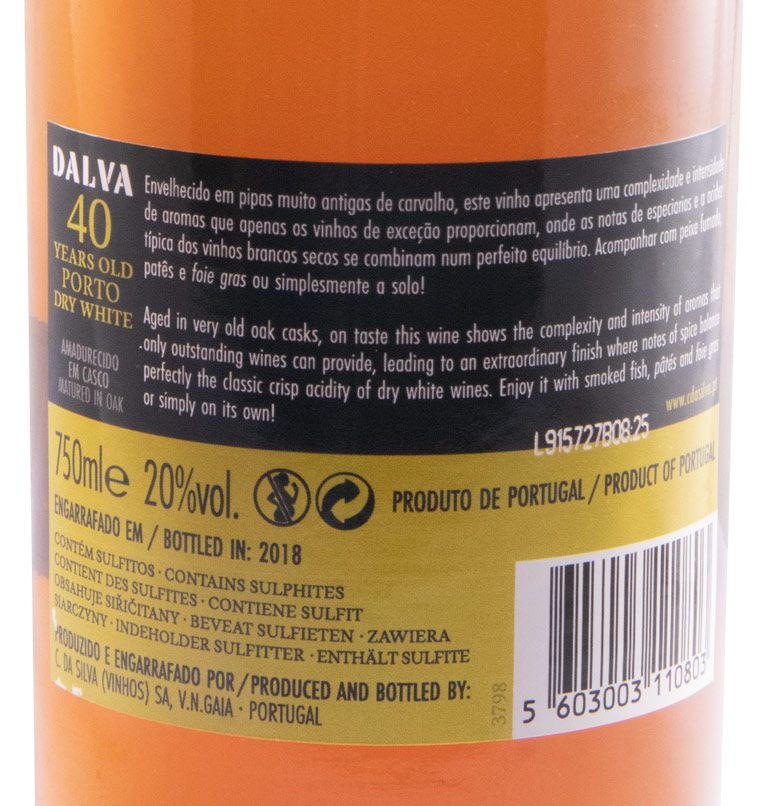 DALVA
40
YEARS OLD
PORTO
DRY WHITE
AMADURECIDO
EM CASCO
MATURED IN OAK
Envelhecido em pipas muito antigas de carvalho, este vinho apresenta uma complexidade e intensidade
de aromas que apenas os vinhos de exceção proporcionam, onde as notas de especiarias e a acidez
típica dos vinhos brancos secos se combinam num perfeito equilíbrio. Acompanhar com peixe fumado,
patês e foie gras ou simplesmente a solo!
Aged in very old oak casks, on taste this wine shows the complexity and intensity of aromas that
only outstanding wines can provide, leading to an extraordinary finish where notes of spice balance
perfectly the classic crisp acidity of dry white wines. Enjoy it with smoked fish, pâtés and foie gras
or simply on its own!
www.cdasilva.pt
L915727B08:25
750ml e 20%vol.
PRODUTO DE PORTUGAL / PRODUCT OF PORTUGAL
ENGARRAFADO EM / BOTTLED IN: 2018
CONTÉM SULFITOS · CONTAINS SULPHITES
CONTIENT DES SULFITES · CONTIENE SULFIT
OBSAHUJE SIŘIČITANY · BEVEAT SULFIETEN · ZAWIERA
SIARCZYNY · INDEHOLDER SULFITTER · ENTHÄLT SULFITE
PRODUZIDO E ENGARRAFADO POR / PRODUCED AND BOTTLED BY:
C. DA SILVA (VINHOS) SA, V.N.GAIA · PORTUGAL
3798
5 603003 110803